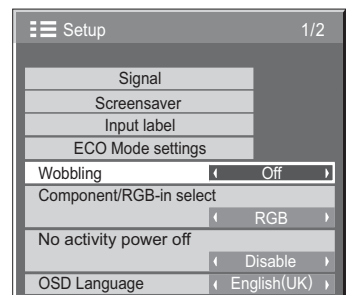 Setup 1/2
Signal
Screensaver
Input label
ECO Mode settings
Wobbling Off
Component/RGB-in select
RGB
No activity power off
Disable
OSD Language English(UK)